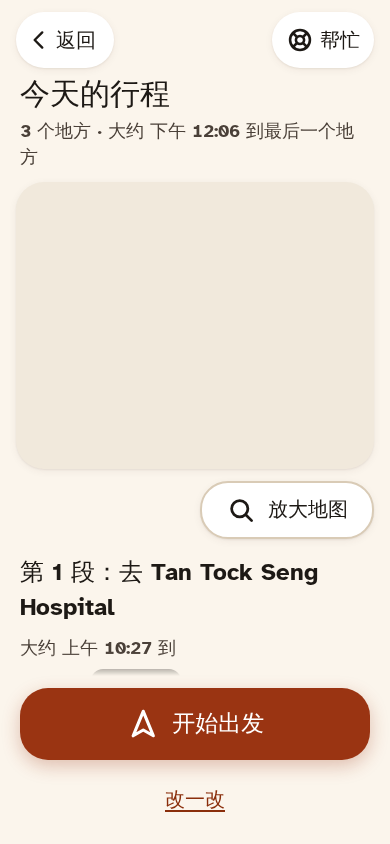 返回
帮忙
今天的行程
3 个地方 · 大约 下午 12:06 到最后一个地
方
放大地图
第 1 段：去 Tan Tock Seng
Hospital
大约 上午 10:27 到
开始出发
改一改